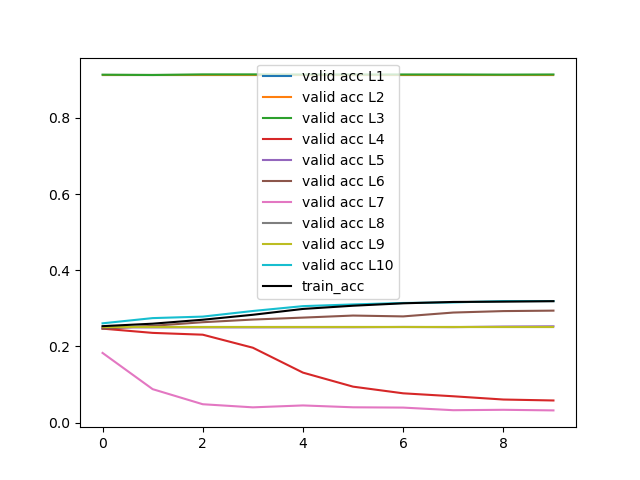 0.8
0.6
0.4
0.2
0.0
0 2 4 6 8
valid acc L1
valid acc L2
valid acc L3
valid acc L4
valid acc L5
valid acc L6
valid acc L7
valid acc L8
valid acc L9
valid acc L10
train_acc